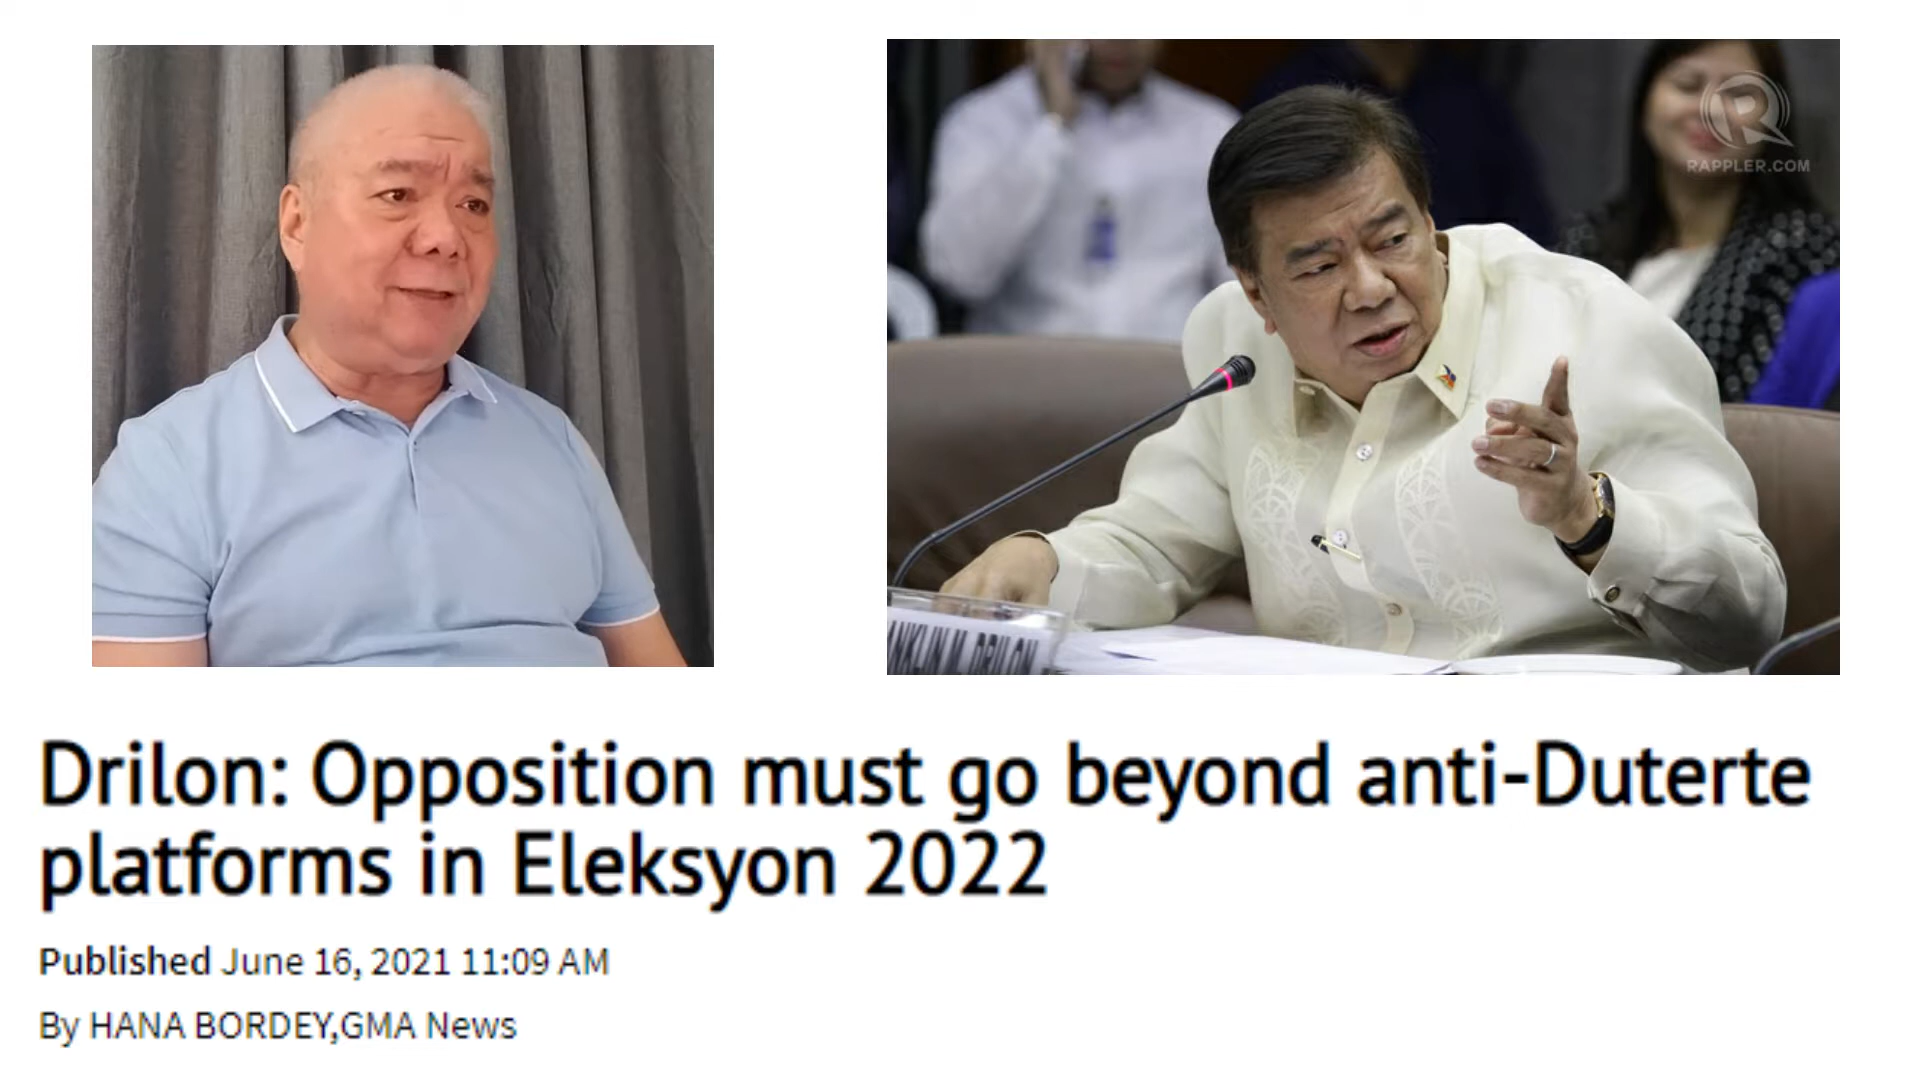 RAPPLER.COM
Drilon: Opposition must go beyond anti-Duterte
platforms in Eleksyon 2022
Published June 16, 2021 11:09 AM
By HANA BORDEY,GMA News